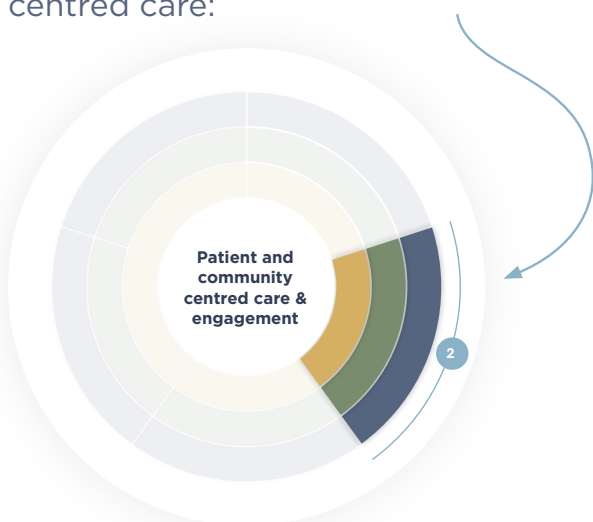 centred care:
Patient and
community
centred care &
engagement
2